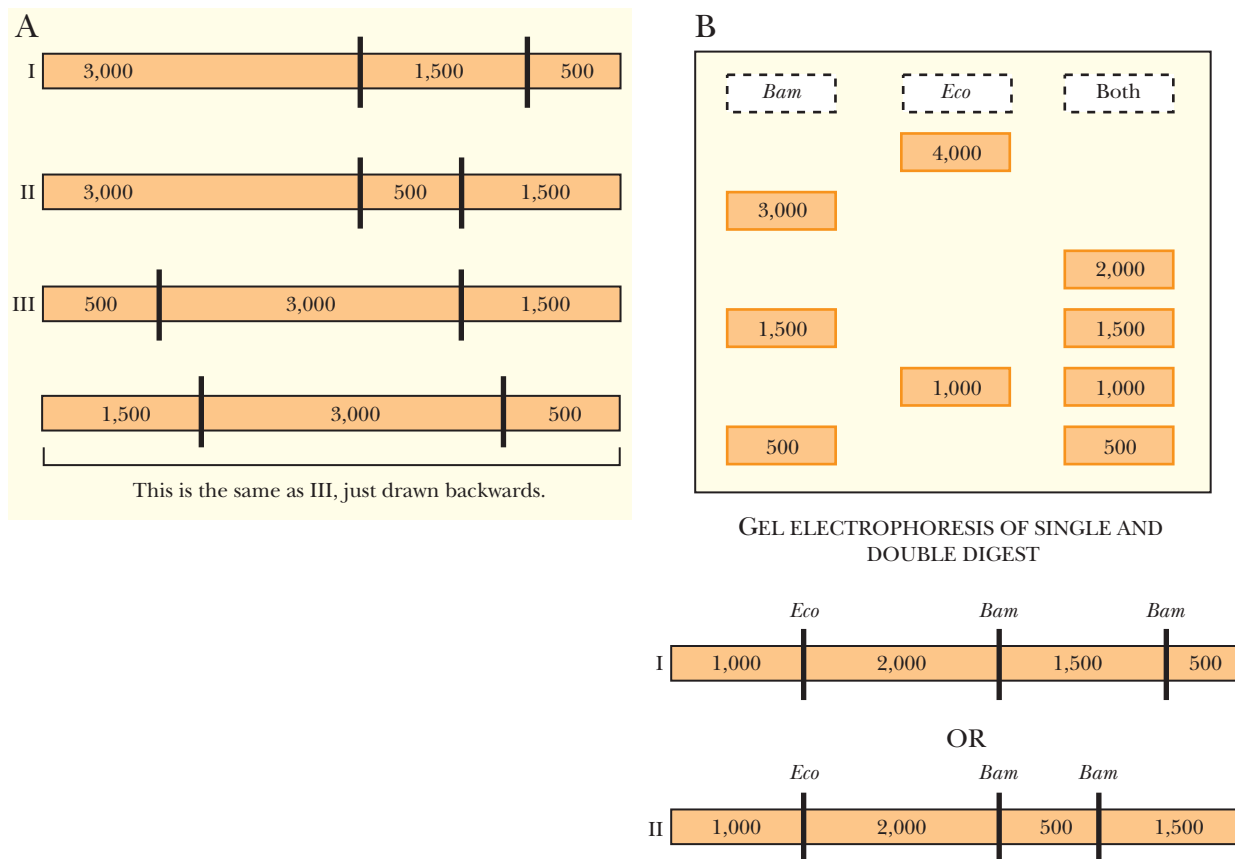 A
I 3,000 1,500 500
II 3,000 500 1,500
III 500 3,000 1,500
1,500 3,000 500
This is the same as III, just drawn backwards.
B
Bam Eco Both
4,000
3,000
2,000
1,500 1,500
1,000 1,000
500 500
GEL ELECTROPHORESIS OF SINGLE AND
DOUBLE DIGEST
Eco Bam Bam
I 1,000 2,000 1,500 500
OR
Eco Bam Bam
II 1,000 2,000 500 1,500